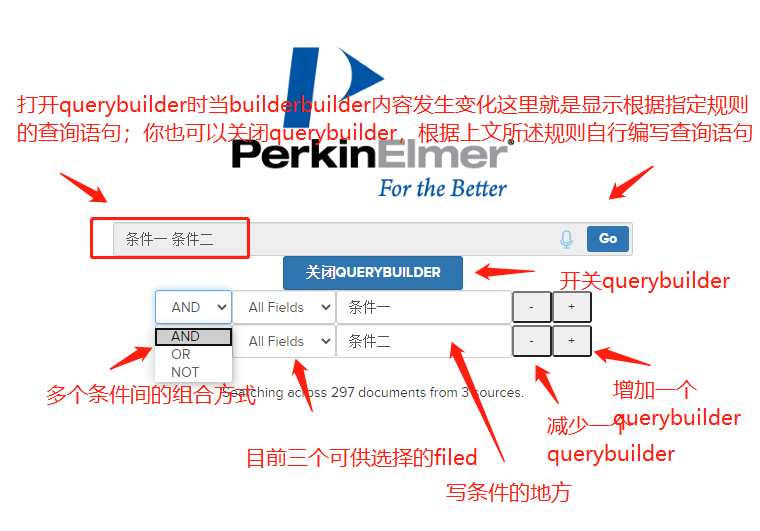 打开querybuilder时当builderbuilder内容发生变化这里就是显示根据指定规则
的查询语句；你也可以关闭querybuilder，根据上文所述规则自行编写查询语句
PerkinElmer®
For the Better
条件一 条件二
Go
关闭QUERYBUILDER
开关querybuilder
AND All Fields 条件一 - +
AND All Fields 条件二 - +
OR
NOT
多个条件间的组合方式
Searching across 297 documents from 3 sources.
增加一个
querybuilder
减少一个
querybuilder
目前三个可供选择的filed
写条件的地方